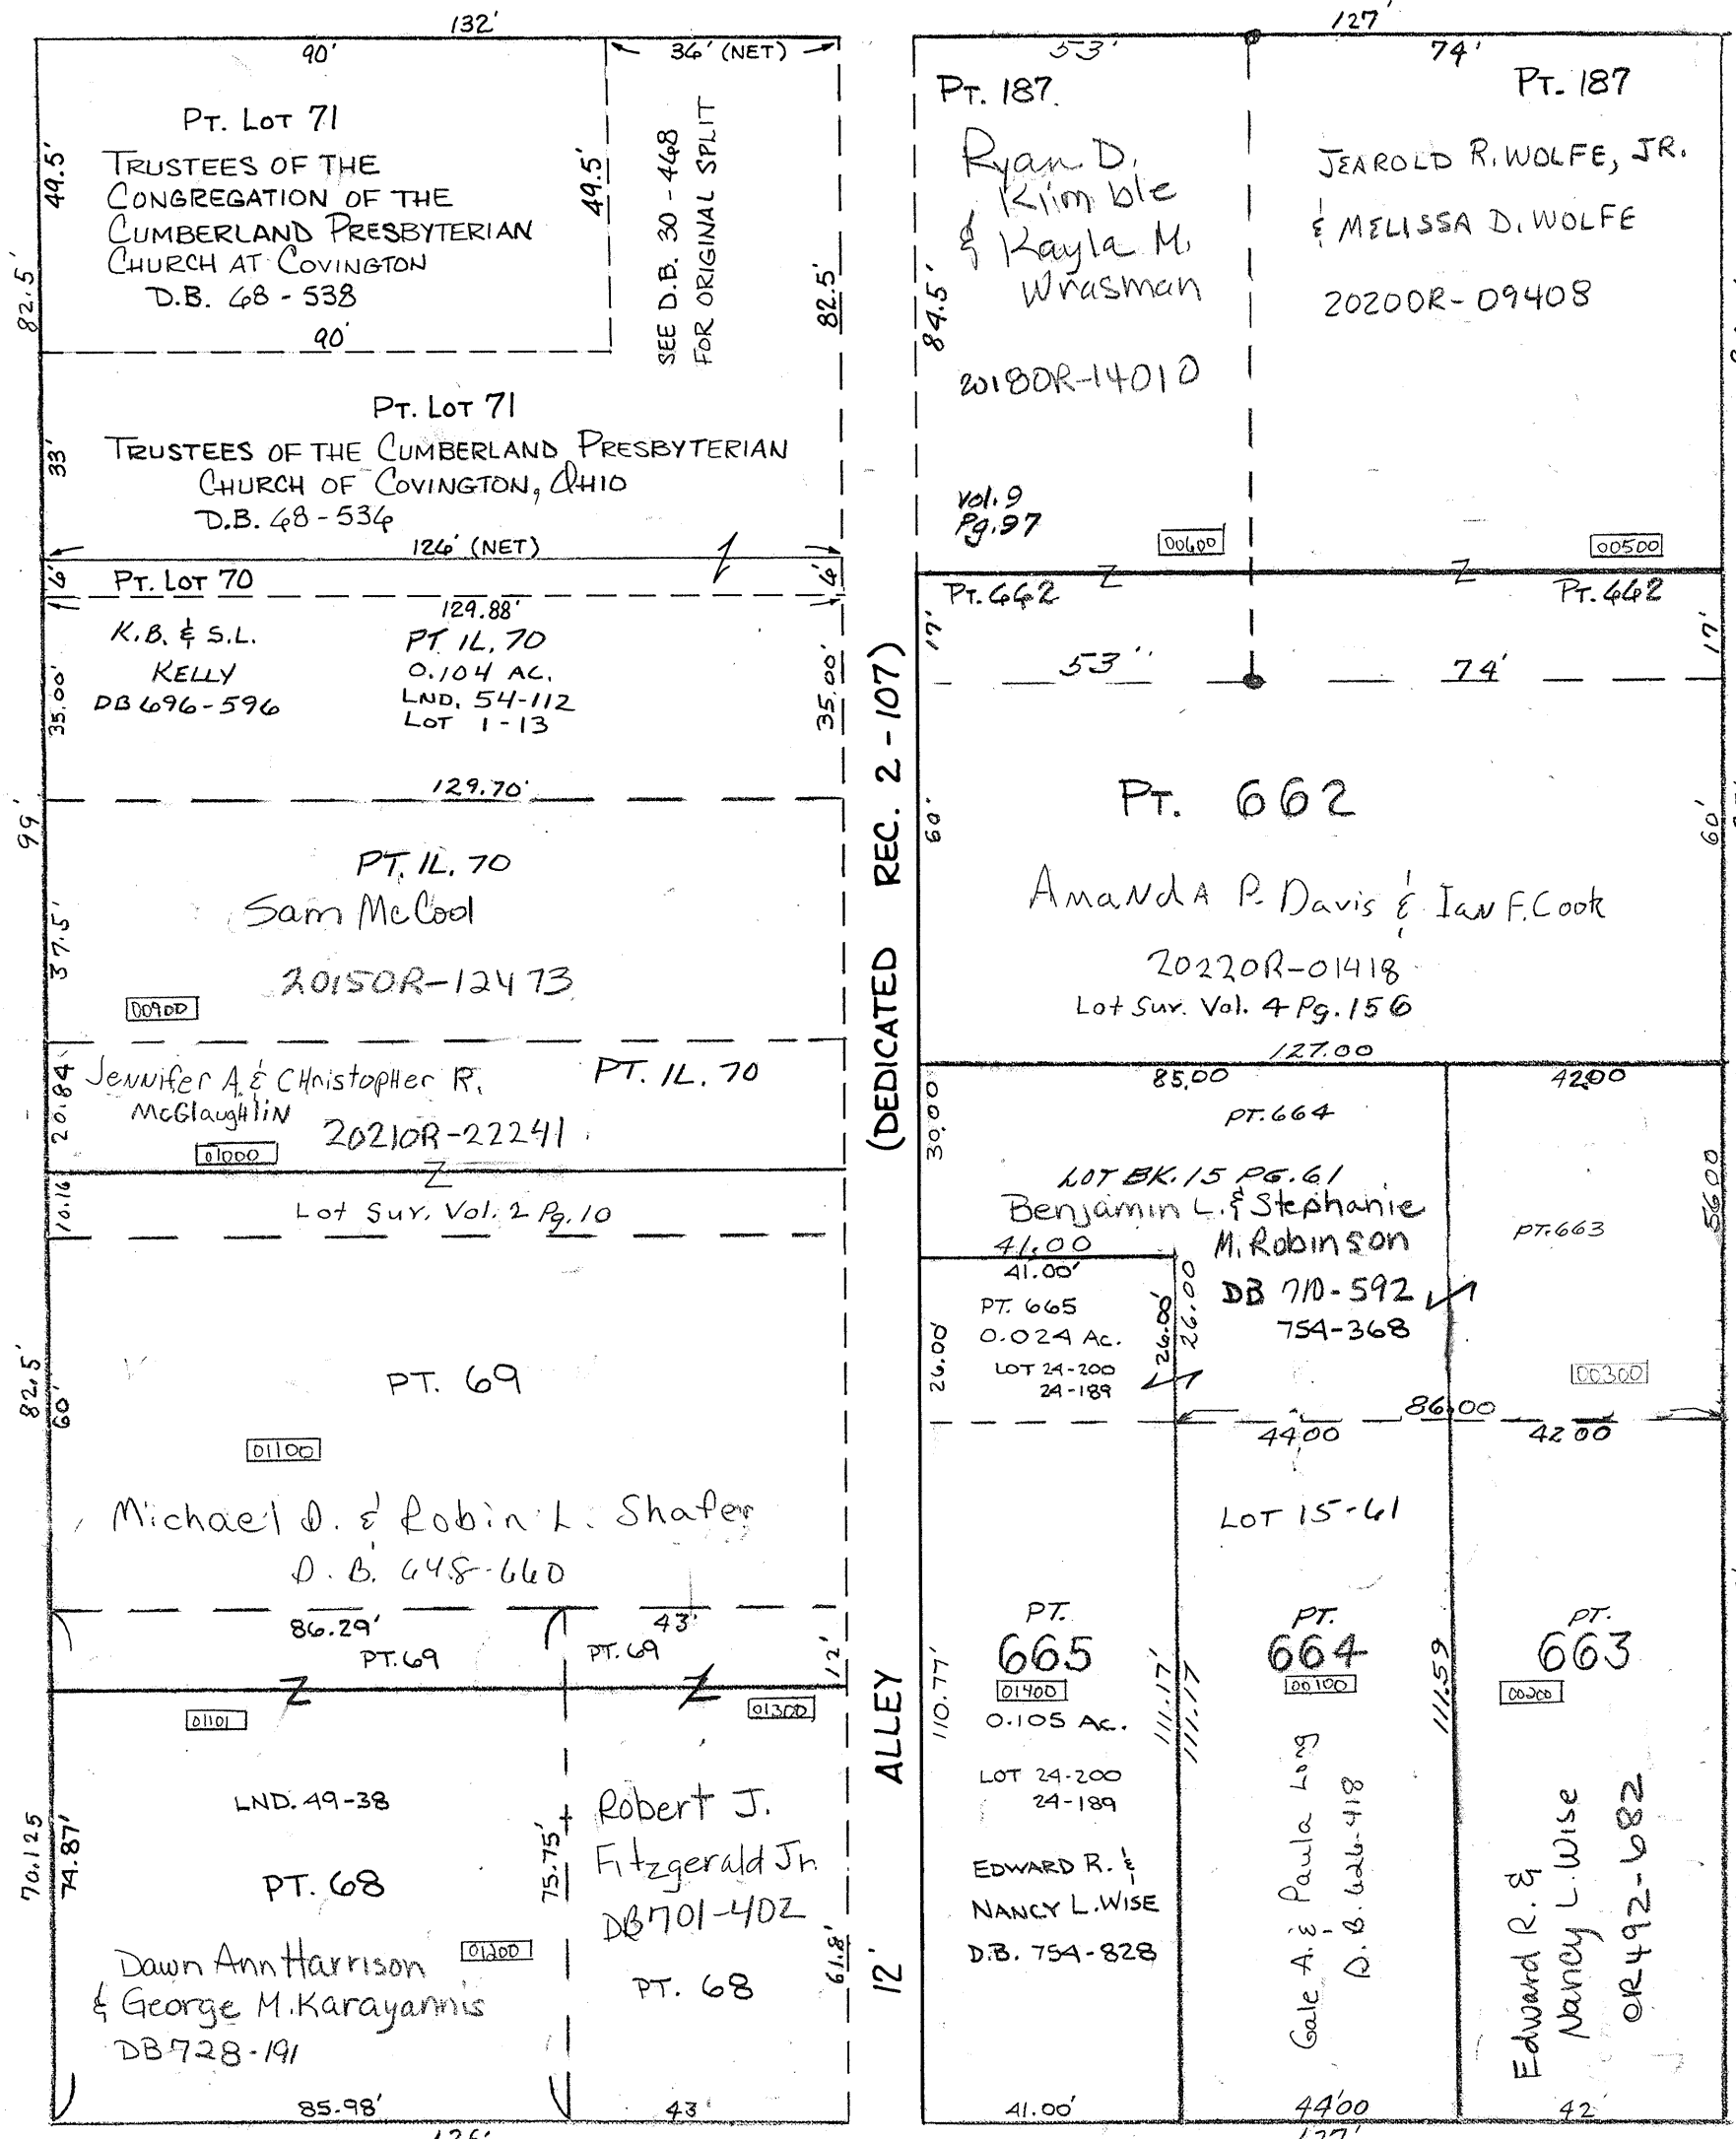 132'
90'
36' (NET)
PT. LOT 71
TRUSTEES OF THE
CONGREGATION OF THE
CUMBERLAND PRESBYTERIAN
CHURCH AT COVINGTON
D.B. 68 - 538
49.5'
49.5'
82.5'
90'
SEE D.B. 30 - 468
FOR ORIGINAL SPLIT
82.5'
PT. LOT 71
TRUSTEES OF THE CUMBERLAND PRESBYTERIAN
CHURCH OF COVINGTON, OHIO
D.B. 68 - 536
33'
126' (NET)
6'
PT. LOT 70
6'
129.88'
K.B. & S.L.
KELLY
DB 696-596
PT IL. 70
0.104 AC.
LND. 54-112
LOT 1-13
35.00'
35.00'
129.70'
99'
PT. IL. 70
Sam McCool
20150R-12473
37.5'
00900
20.84'
Jennifer A. & CHristopHer R.
McGlaugHliN
PT. IL. 70
20210R-22241
01000
10.16'
Lot Sur. Vol. 2 Pg. 10
82.5'
60'
PT. 69
01100
Michael D. & Robin L. Shafer
D. B. 648-660
86.29'
43'
PT. 69
PT. 69
12'
01101
01300
LND. 49-38
PT. 68
70.125
74.87'
75.75'
Dawn Ann Harrison
& George M. Karayannis
DB 728-191
01200
Robert J.
Fitzgerald Jr.
DB 701-402
PT. 68
61.8'
85.98'
43'
126'
(DEDICATED REC. 2 - 107)
12' ALLEY
127'
53'
74'
PT. 187
Ryan D.
Kimble
& Kayla M.
Wrasman
20180R-14010
84.5'
Vol. 9
Pg. 97
00600
PT. 187
JEAROLD R. WOLFE, JR.
& MELISSA D. WOLFE
20200R-09408
00500
PT. 662
PT. 662
17'
17'
53'
74'
PT. 662
60'
60'
AmaNdA P. Davis & Ian F. Cook
20220R-01418
Lot Sur. Vol. 4 Pg. 156
127.00
85.00
42.00
30.00
PT. 664
LOT BK. 15 PG. 61
Benjamin L. & Stephanie
M. Robinson
DB 710-592
754-368
PT. 663
56.00
00300
41.00
41.00'
PT. 665
0.024 AC.
LOT 24-200
24-189
26.00'
26.00'
26.00
86.00
44.00
42.00
LOT 15-61
PT.
665
01400
0.105 AC.
LOT 24-200
24-189
EDWARD R. &
NANCY L. WISE
D.B. 754-828
110.77'
111.17'
111.17
PT.
664
00100
Gale A. & Paula Long
D.B. 626-418
111.59
PT.
663
00200
Edward R. &
Nancy L. Wise
OR 492-682
41.00'
44.00
42
127'